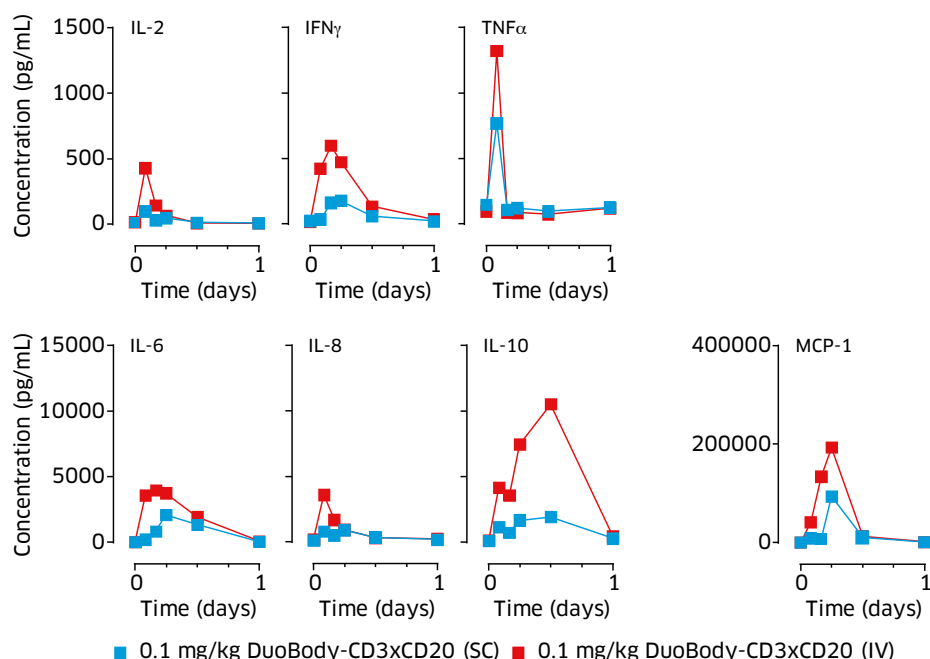 IL-2 IFNγ TNFα
Concentration (pg/mL)
1500
1000
500
0
0 1 0 1 0 1
Time (days) Time (days) Time (days)
IL-6 IL-8 IL-10 MCP-1
Concentration (pg/mL)
15000 400000
10000
200000
5000
0 0
0 1 0 1 0 1 0 1
Time (days) Time (days) Time (days) Time (days)
0.1 mg/kg DuoBody-CD3xCD20 (SC) 0.1 mg/kg DuoBody-CD3xCD20 (IV)